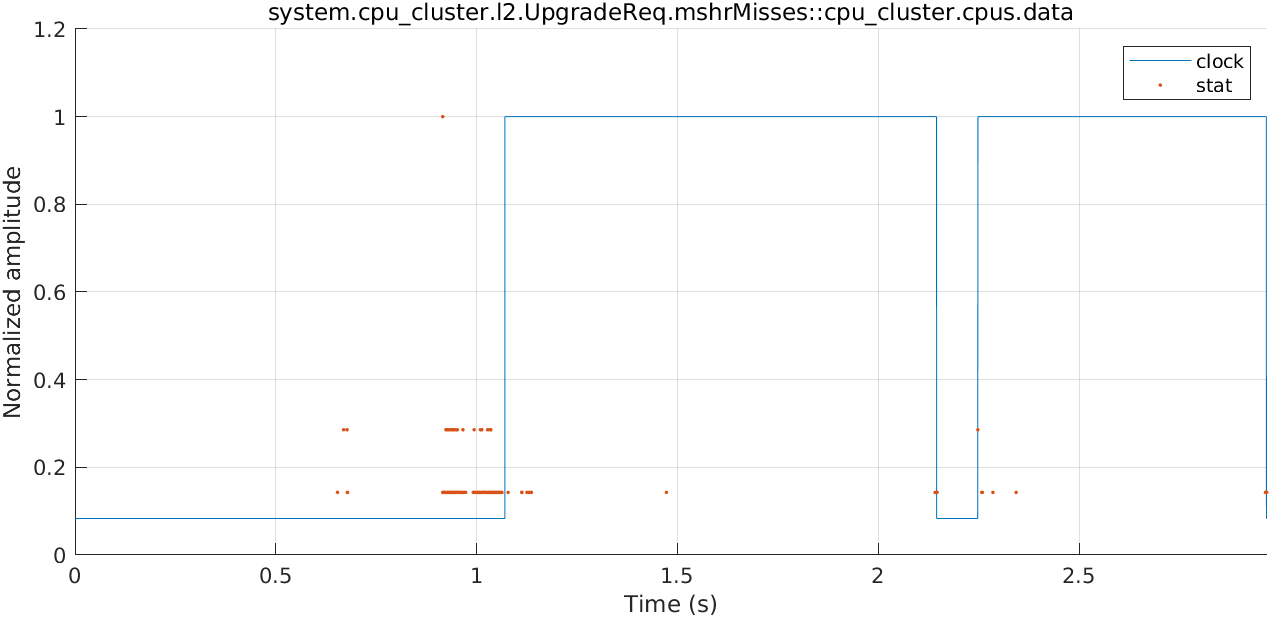 system.cpu_cluster.l2.UpgradeReq.mshrMisses::cpu_cluster.cpus.data
1.2
1
0.8
0.6
0.4
0.2
0
Normalized amplitude
clock
stat
0 0.5 1 1.5 2 2.5
Time (s)